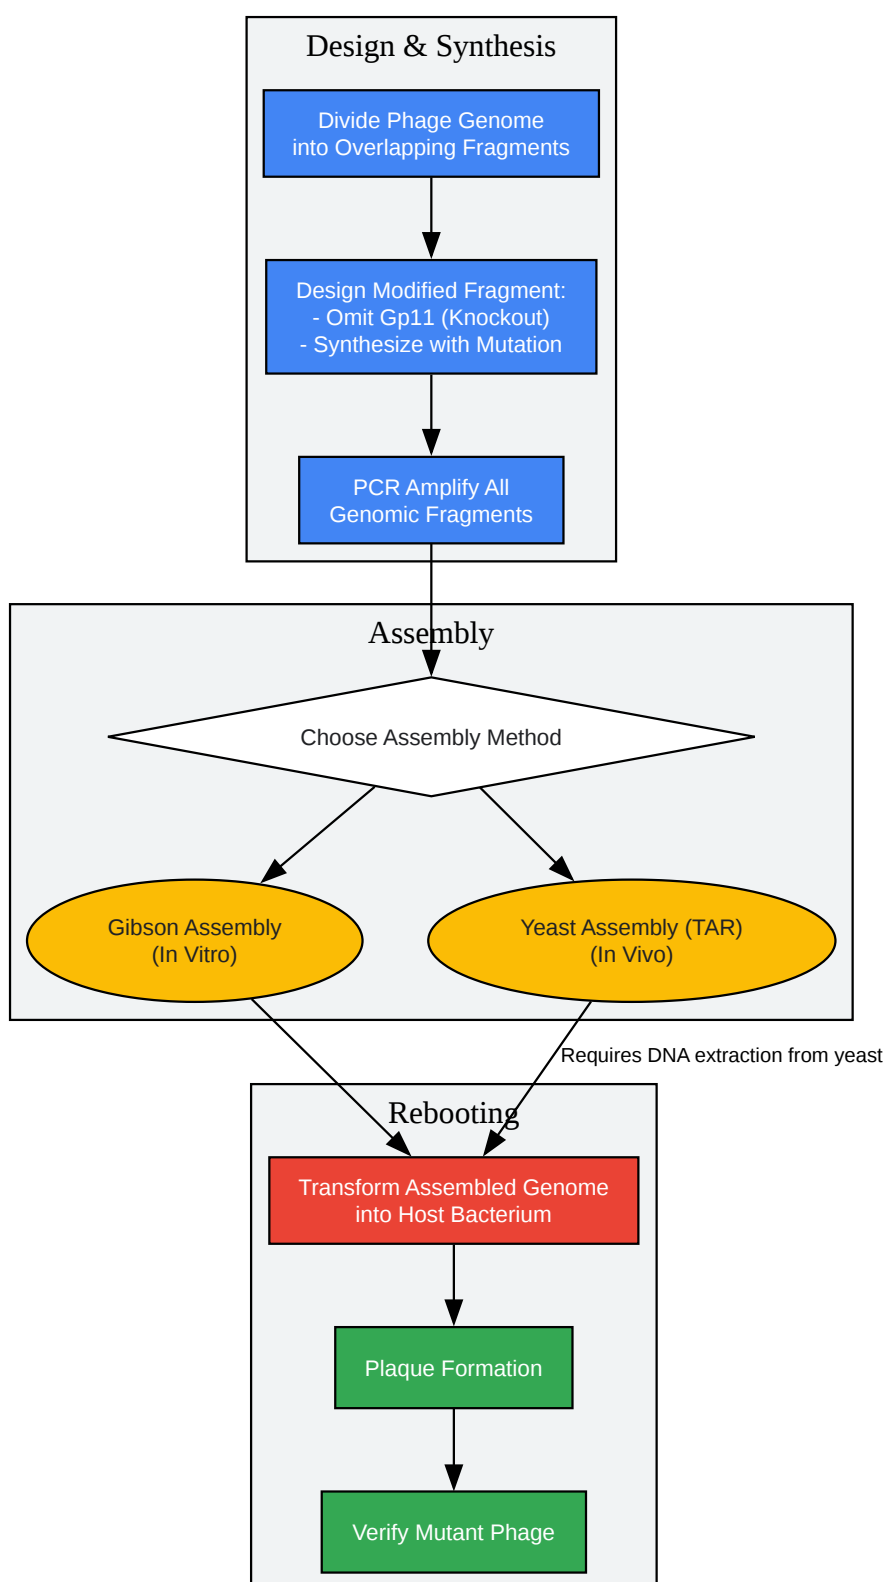 Design & Synthesis
Divide Phage Genome
into Overlapping Fragments
Design Modified Fragment:
- Omit Gp11 (Knockout)
- Synthesize with Mutation
PCR Amplify All
Genomic Fragments
Assembly
Choose Assembly Method
Gibson Assembly
(In Vitro)
Yeast Assembly (TAR)
(In Vivo)
Requires DNA extraction from yeast
Rebooting
Transform Assembled Genome
into Host Bacterium
Plaque Formation
Verify Mutant Phage